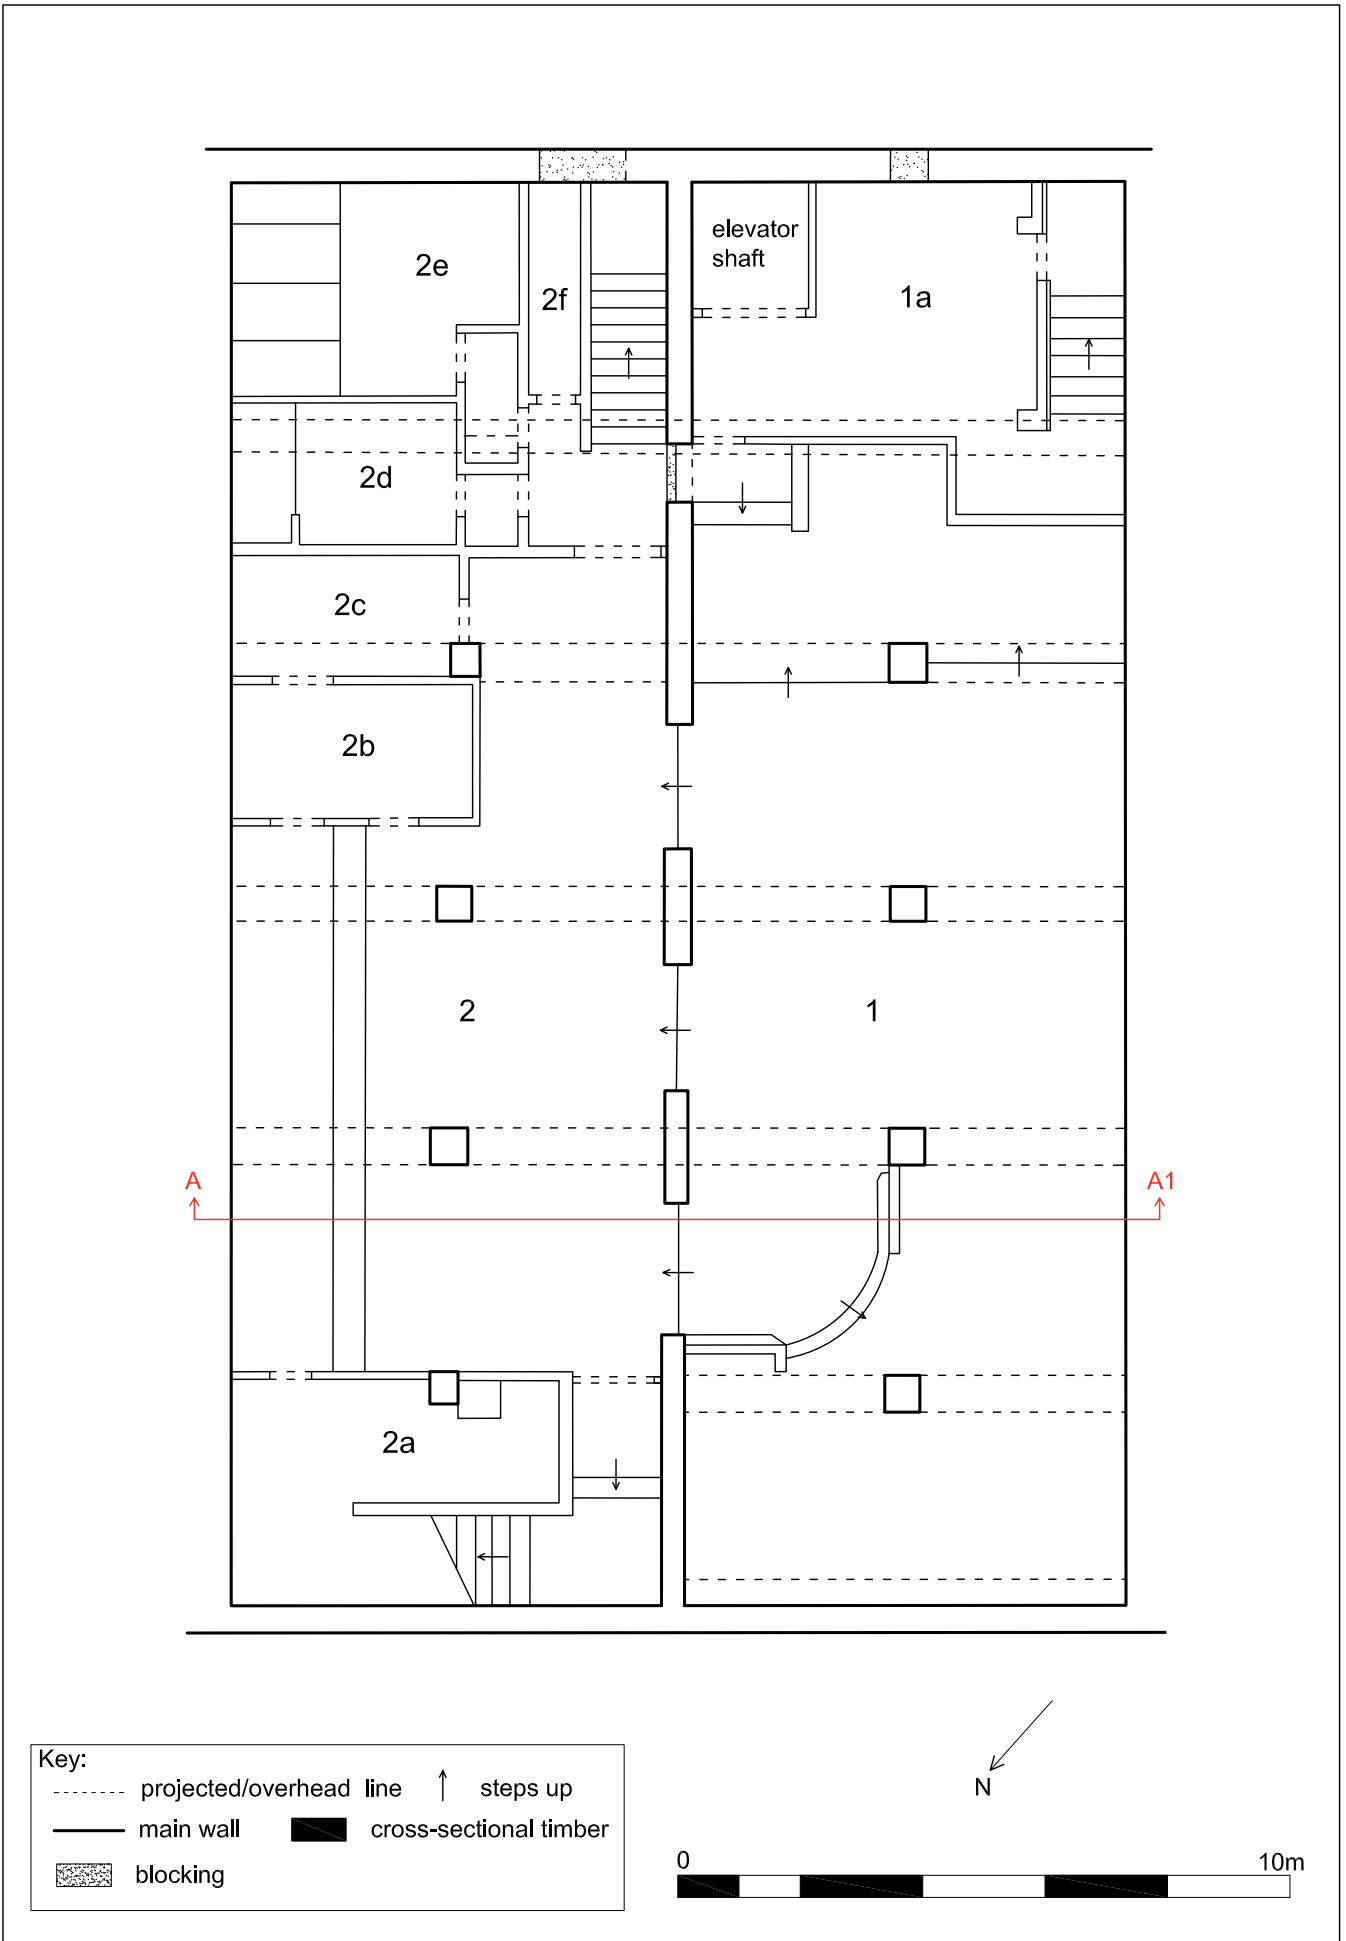 elevator
shaft
2e
2f
1a
2d
2c
2b
2
1
A
A1
2a
N
Key:
projected/overhead line
steps up
main wall
cross-sectional timber
blocking
0
10m